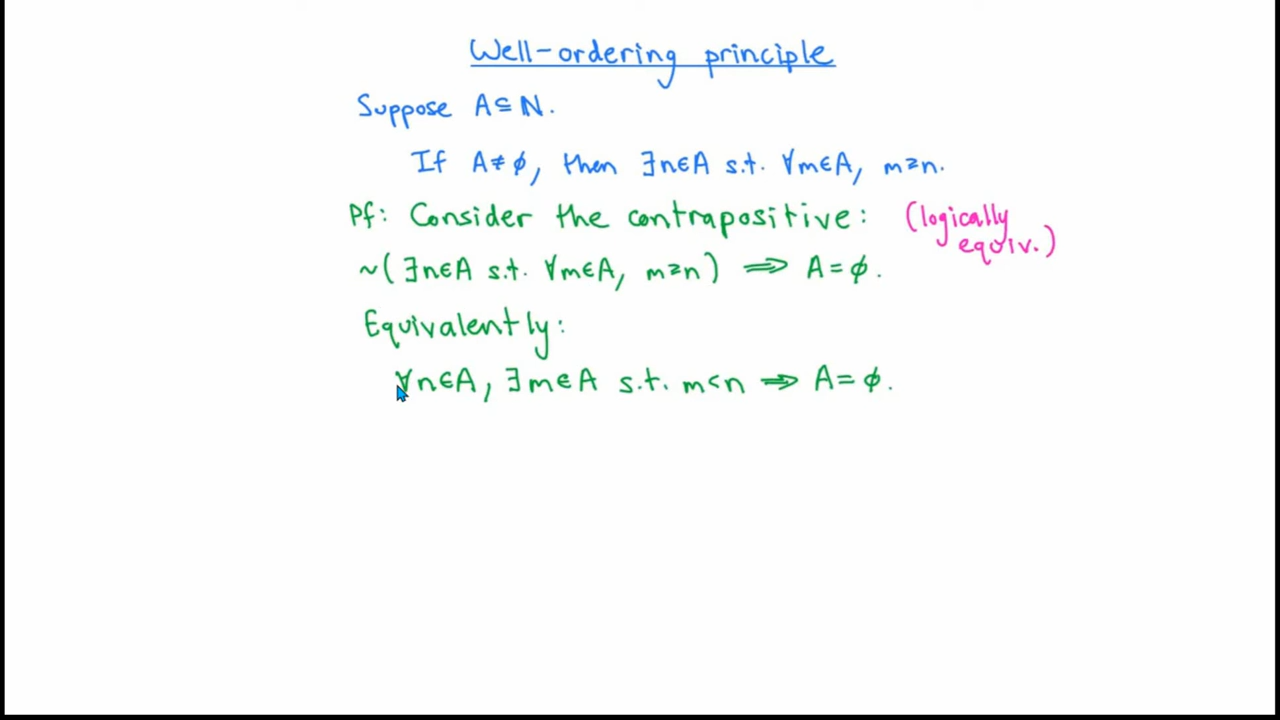 Well-ordering principle
Suppose A⊆ℕ.
If A≠ϕ, then ∃n∈A s.t. ∀m∈A, m≥n.
Pf: Consider the contrapositive: (logically equiv.)
~(∃n∈A s.t. ∀m∈A, m≥n) ⟹ A=ϕ.
Equivalently:
∀n∈A, ∃m∈A s.t. m<n ⟹ A=ϕ.